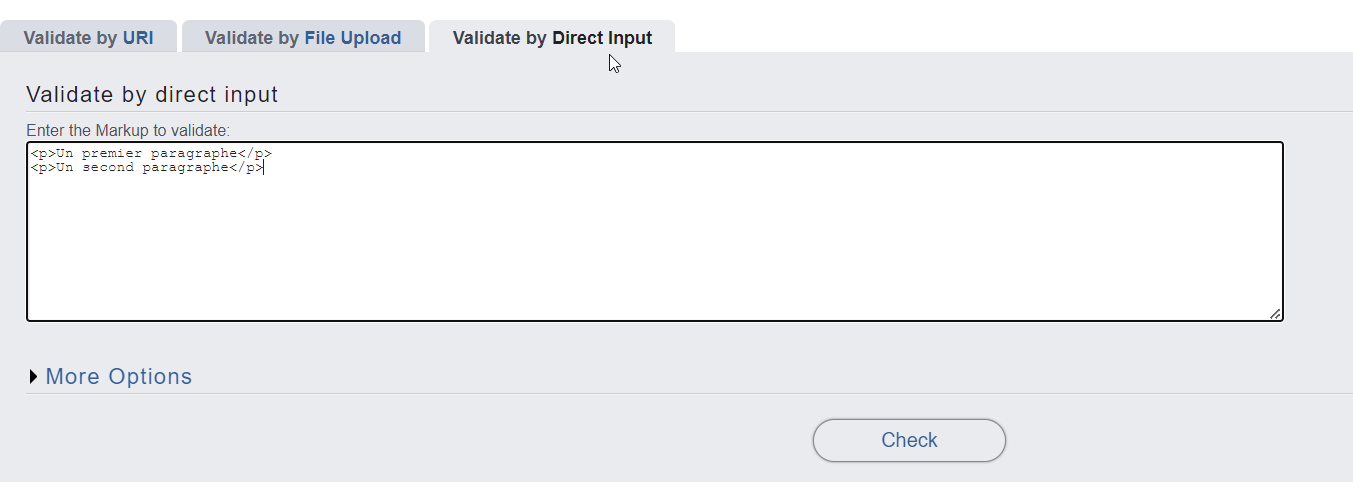 Validate by URI
Validate by File Upload
Validate by Direct Input
Validate by direct input
Enter the Markup to validate:
<p>Un premier paragraphe</p>
<p>Un second paragraphe</p>
More Options
Check